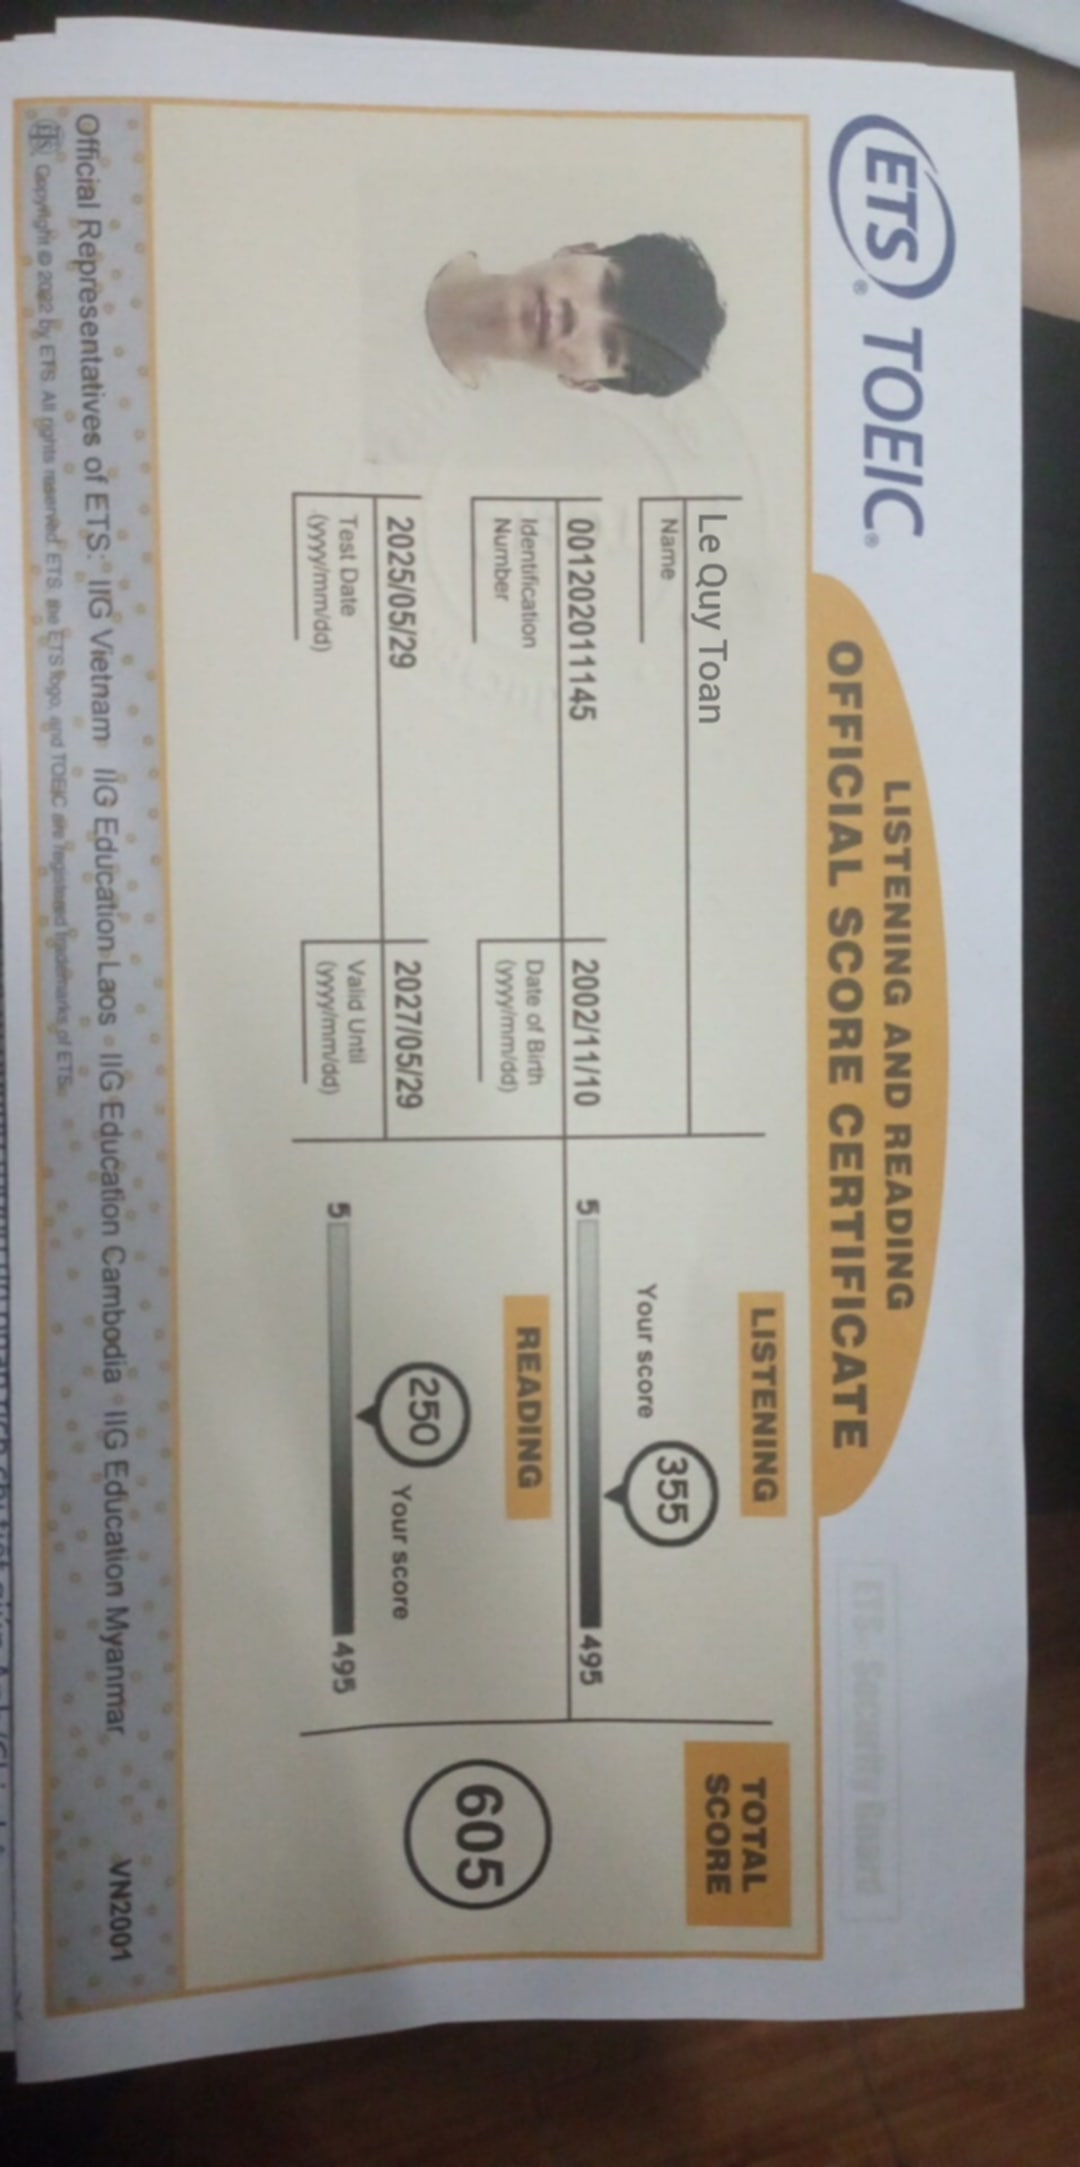 ETS® TOEIC®
LISTENING AND READING
OFFICIAL SCORE CERTIFICATE
ETS- Security Guard
Le Quy Toan
Name
001202011145
Identification
Number
2002/11/10
Date of Birth
(yyyy/mm/dd)
2025/05/29
Test Date
(yyyy/mm/dd)
2027/05/29
Valid Until
(yyyy/mm/dd)
LISTENING
Your score
355
5
495
READING
250
Your score
5
495
TOTAL
SCORE
605
Official Representatives of ETS: IIG Vietnam IIG Education Laos IIG Education Cambodia IIG Education Myanmar
VN2001
Copyright © 2022 by ETS. All rights reserved. ETS, the ETS logo, and TOEIC are registered trademarks of ETS.